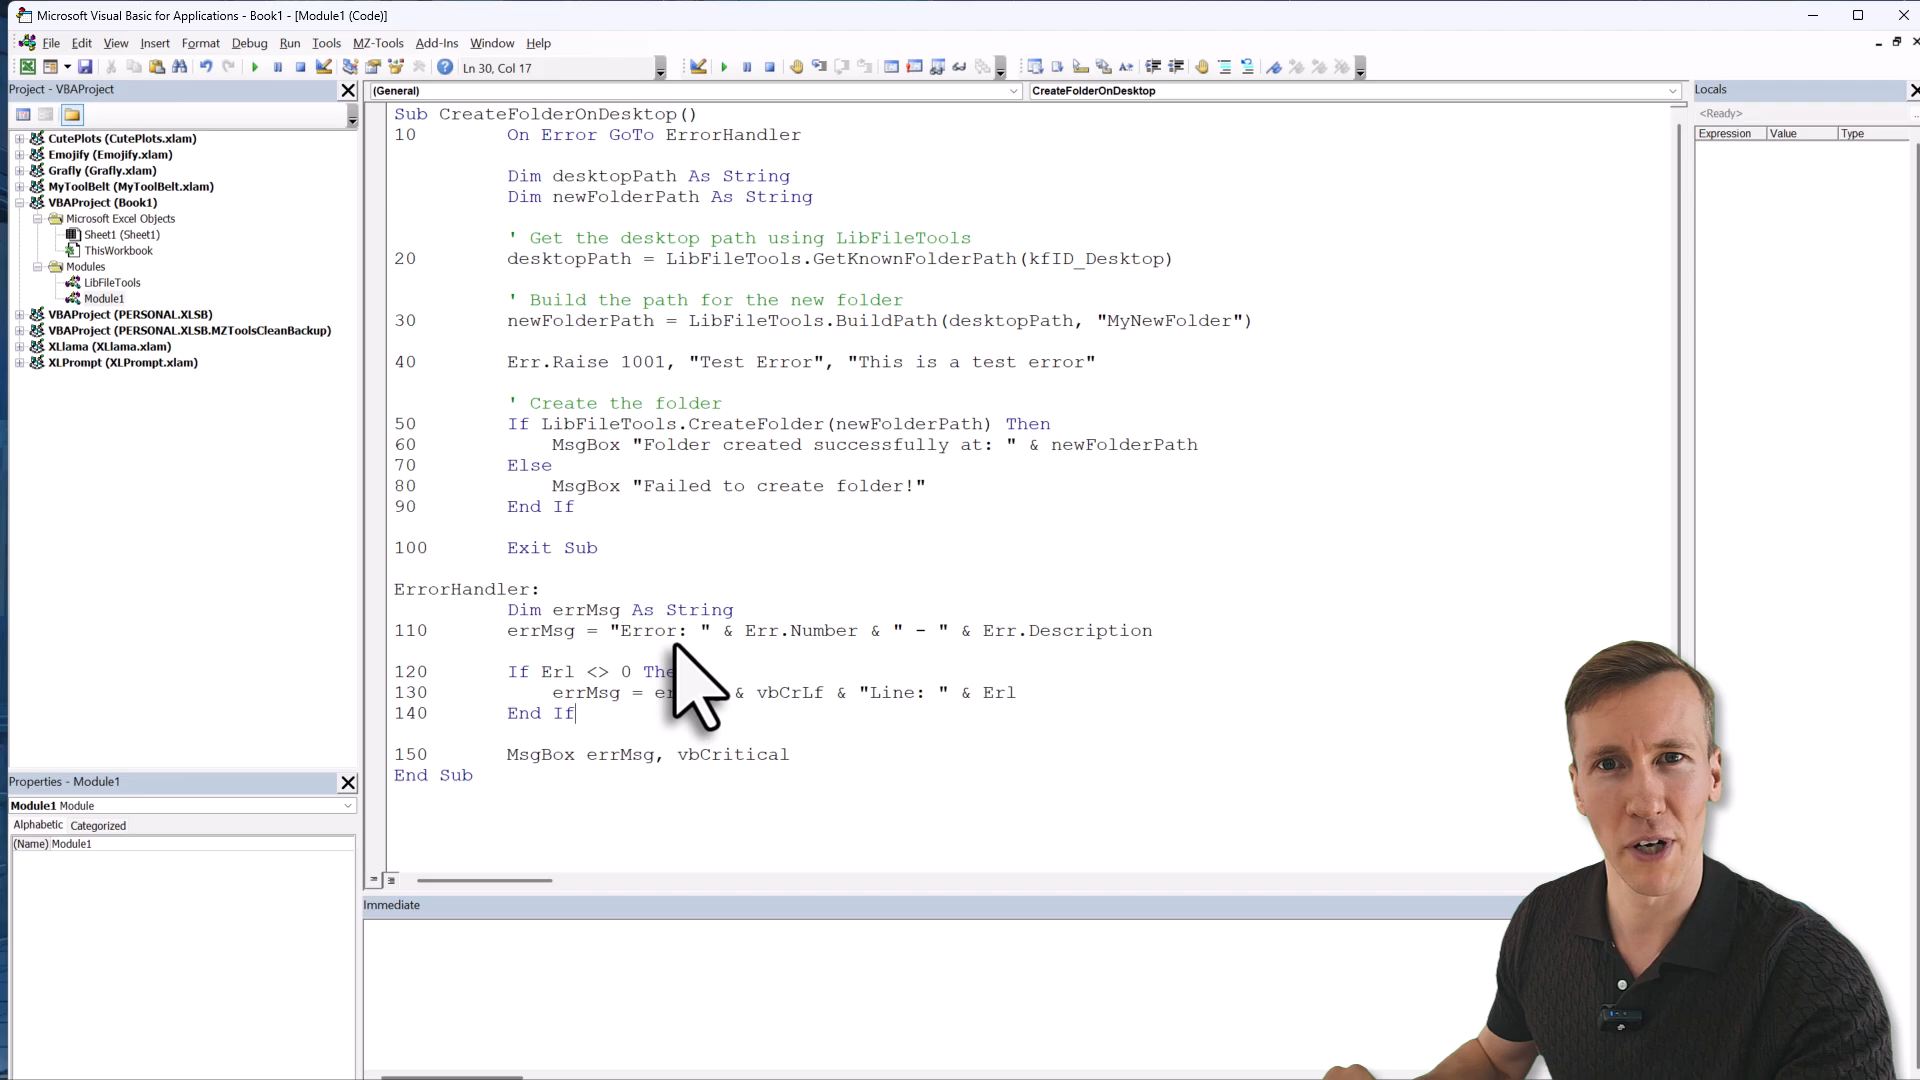 Microsoft Visual Basic for Applications - Book1 - [Module1 (Code)]
File Edit View Insert Format Debug Run Tools MZ-Tools Add-Ins Window Help
Ln 30, Col 17
Project - VBAProject
CutePlots (CutePlots.xlam)
Emojify (Emojify.xlam)
Grafly (Grafly.xlam)
MyToolBelt (MyToolBelt.xlam)
VBAProject (Book1)
Microsoft Excel Objects
Sheet1 (Sheet1)
ThisWorkbook
Modules
LibFileTools
Module1
VBAProject (PERSONAL.XLSB)
VBAProject (PERSONAL.XLSB.MZToolsCleanBackup)
XLlama (XLlama.xlam)
XLPrompt (XLPrompt.xlam)
Properties - Module1
Module1 Module
Alphabetic Categorized
(Name) Module1
(General) CreateFolderOnDesktop
Sub CreateFolderOnDesktop()
10 On Error GoTo ErrorHandler
Dim desktopPath As String
Dim newFolderPath As String
' Get the desktop path using LibFileTools
20 desktopPath = LibFileTools.GetKnownFolderPath(kfID_Desktop)
' Build the path for the new folder
30 newFolderPath = LibFileTools.BuildPath(desktopPath, "MyNewFolder")
40 Err.Raise 1001, "Test Error", "This is a test error"
' Create the folder
50 If LibFileTools.CreateFolder(newFolderPath) Then
60 MsgBox "Folder created successfully at: " & newFolderPath
70 Else
80 MsgBox "Failed to create folder!"
90 End If
100 Exit Sub
ErrorHandler:
Dim errMsg As String
110 errMsg = "Error: " & Err.Number & " - " & Err.Description
120 If Erl <> 0
130 errMsg = & vbCrLf & "Line: " & Erl
140 End If
150 MsgBox errMsg, vbCritical
End Sub
Immediate
Locals
<Ready>
Expression Value Type